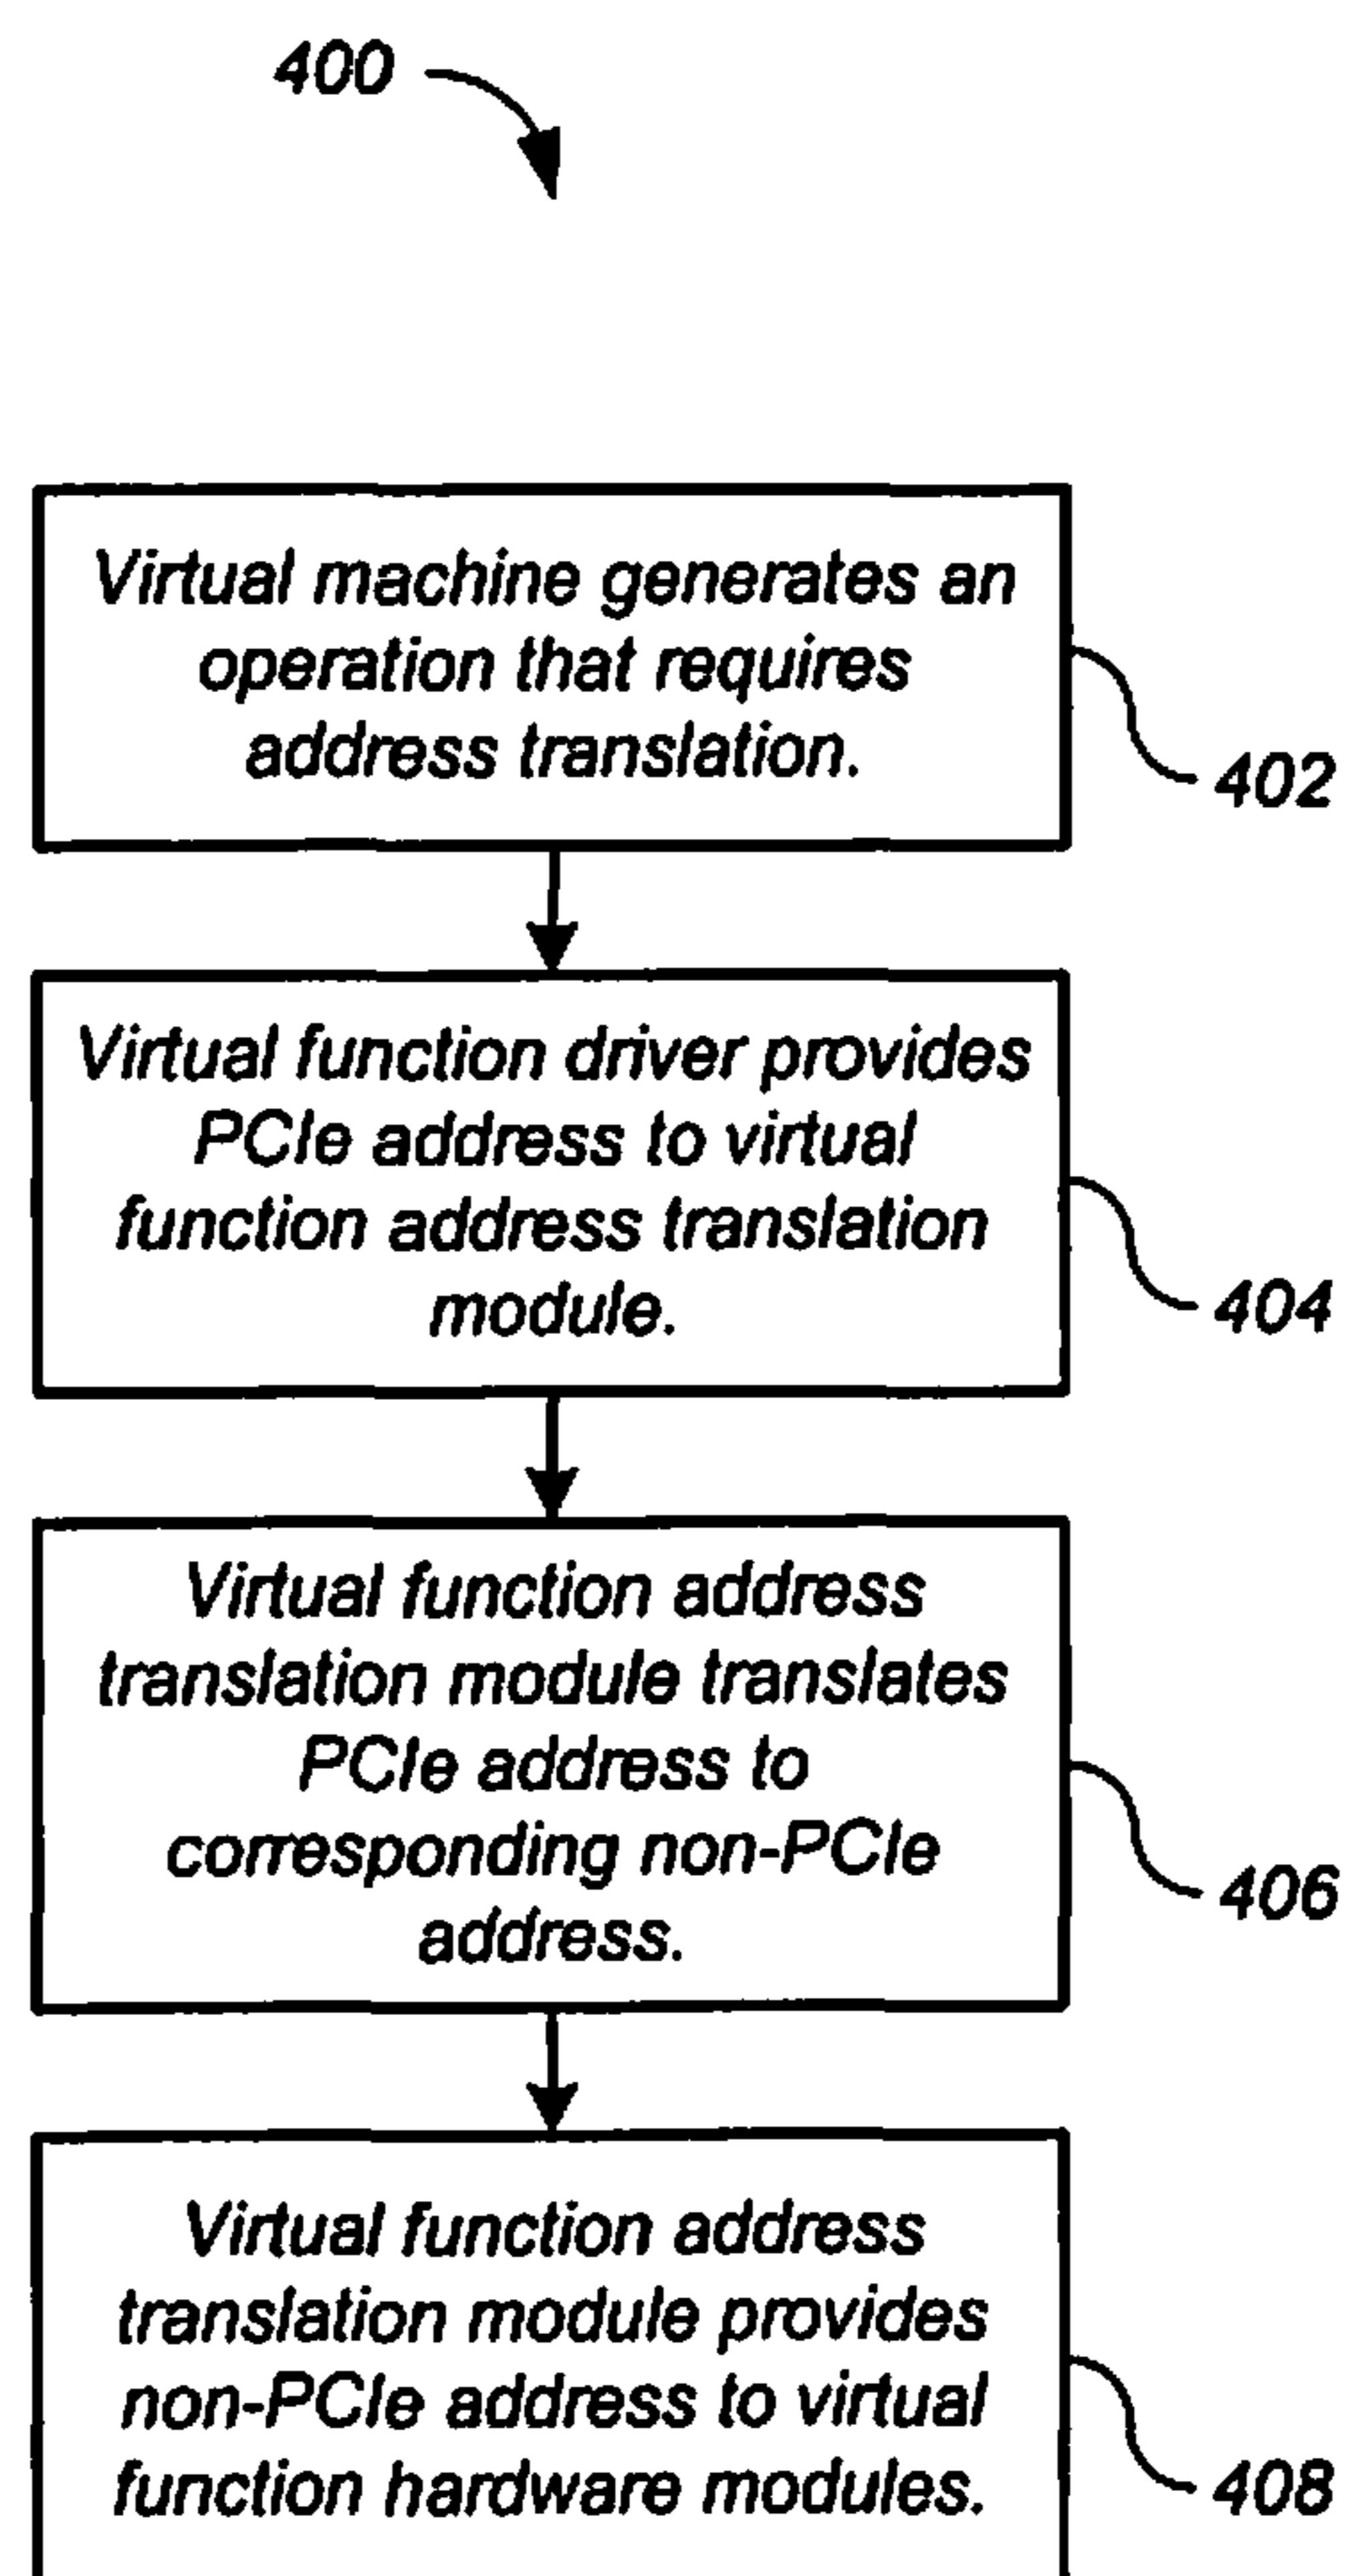 400
Virtual machine generates an
operation that requires
address translation.
402
Virtual function driver provides
PCIe address to virtual
function address translation
module.
404
Virtual function address
translation module translates
PCIe address to
corresponding non-PCIe
address.
406
Virtual function address
translation module provides
non-PCIe address to virtual
function hardware modules.
408